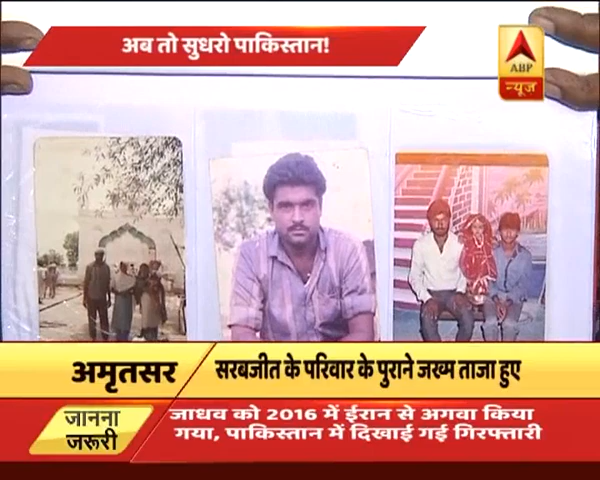 अब तो सुधरो पाकिस्तान!
ABP
न्यूज़
अमृतसर
सरबजीत के परिवार के पुराने जख्म ताजा हुए
जानना
जरूरी
जाधव को 2016 में ईरान से अगवा किया
गया, पाकिस्तान में दिखाई गई गिरफ्तारी